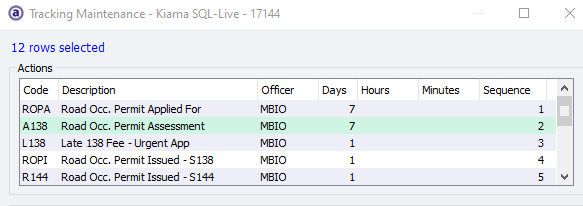 Tracking Maintenance - Kiama SQL-Live - 17144
12 rows selected
Actions
Code Description Officer Days Hours Minutes Sequence
ROPA Road Occ. Permit Applied For MBIO 7 1
A138 Road Occ. Permit Assessment MBIO 7 2
L138 Late 138 Fee - Urgent App MBIO 1 3
ROPI Road Occ. Permit Issued - S138 MBIO 1 4
R144 Road Occ. Permit Issued - S144 MBIO 1 5